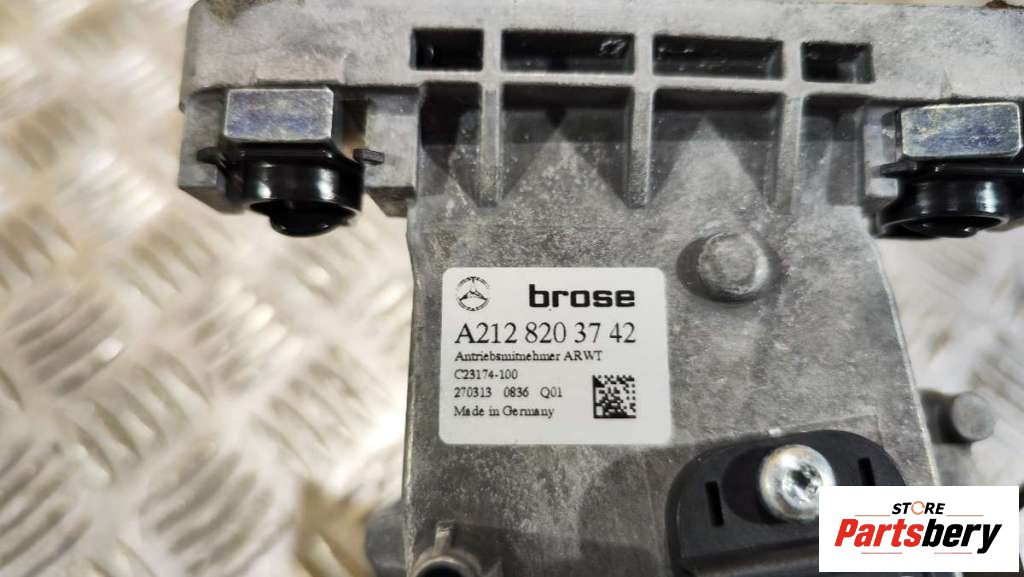 brose
A212 820 37 42
Antriebsmitnehmer ARWT
C23174-100
270313 0836 Q01
Made in Germany
STORE
Partsbery